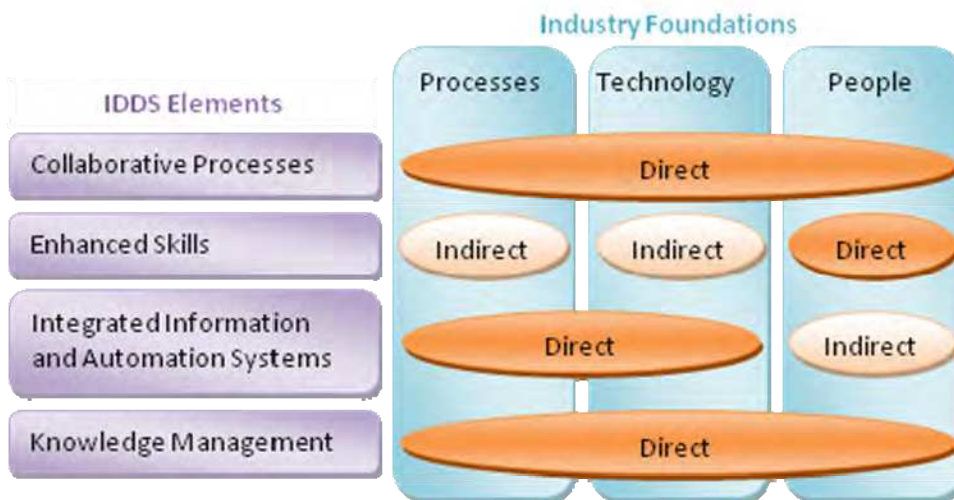 Industry Foundations
IDDS Elements
Processes
Technology
People
Collaborative Processes
Direct
Enhanced Skills
Indirect
Indirect
Direct
Integrated Information
and Automation Systems
Direct
Indirect
Knowledge Management
Direct